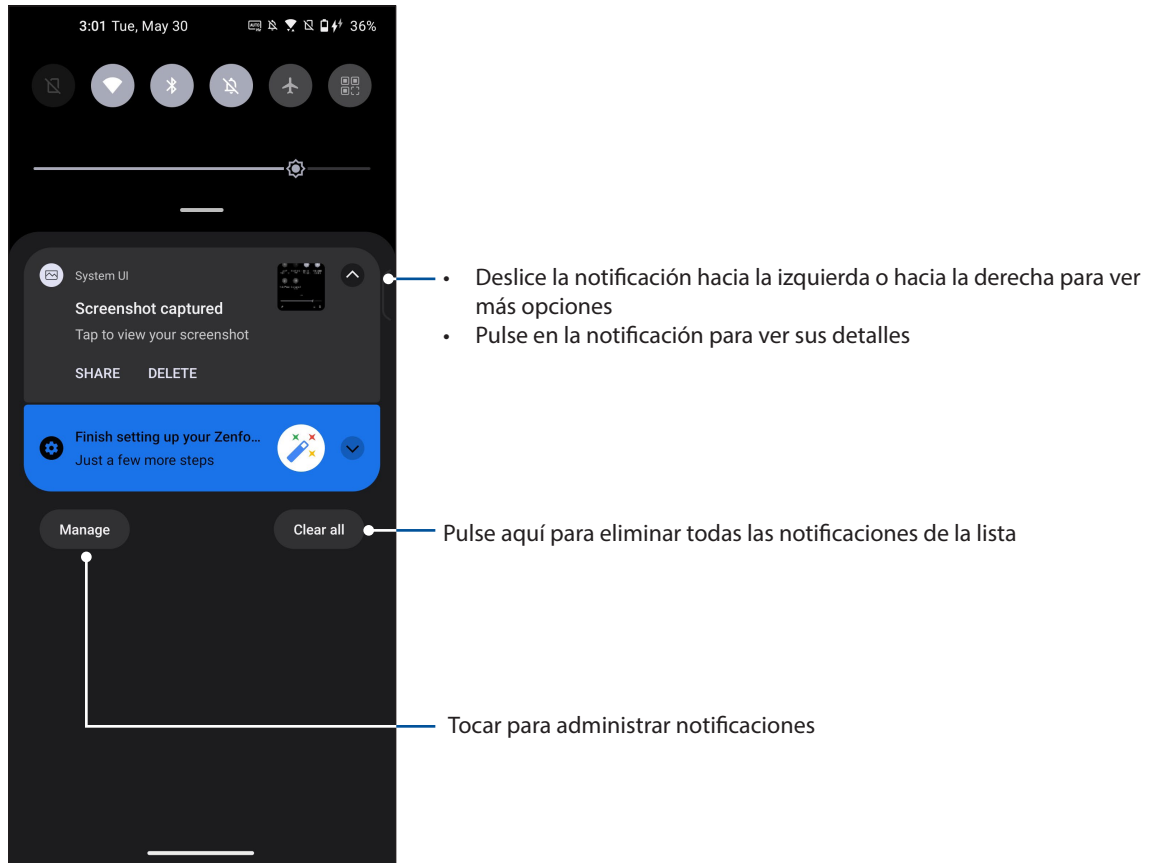 3:01 Tue, May 30
36%
System UI
Screenshot captured
Tap to view your screenshot
SHARE DELETE
• Deslice la notificación hacia la izquierda o hacia la derecha para ver
más opciones
• Pulse en la notificación para ver sus detalles
Finish setting up your Zenfo...
Just a few more steps
Manage
Clear all
Pulse aquí para eliminar todas las notificaciones de la lista
Tocar para administrar notificaciones